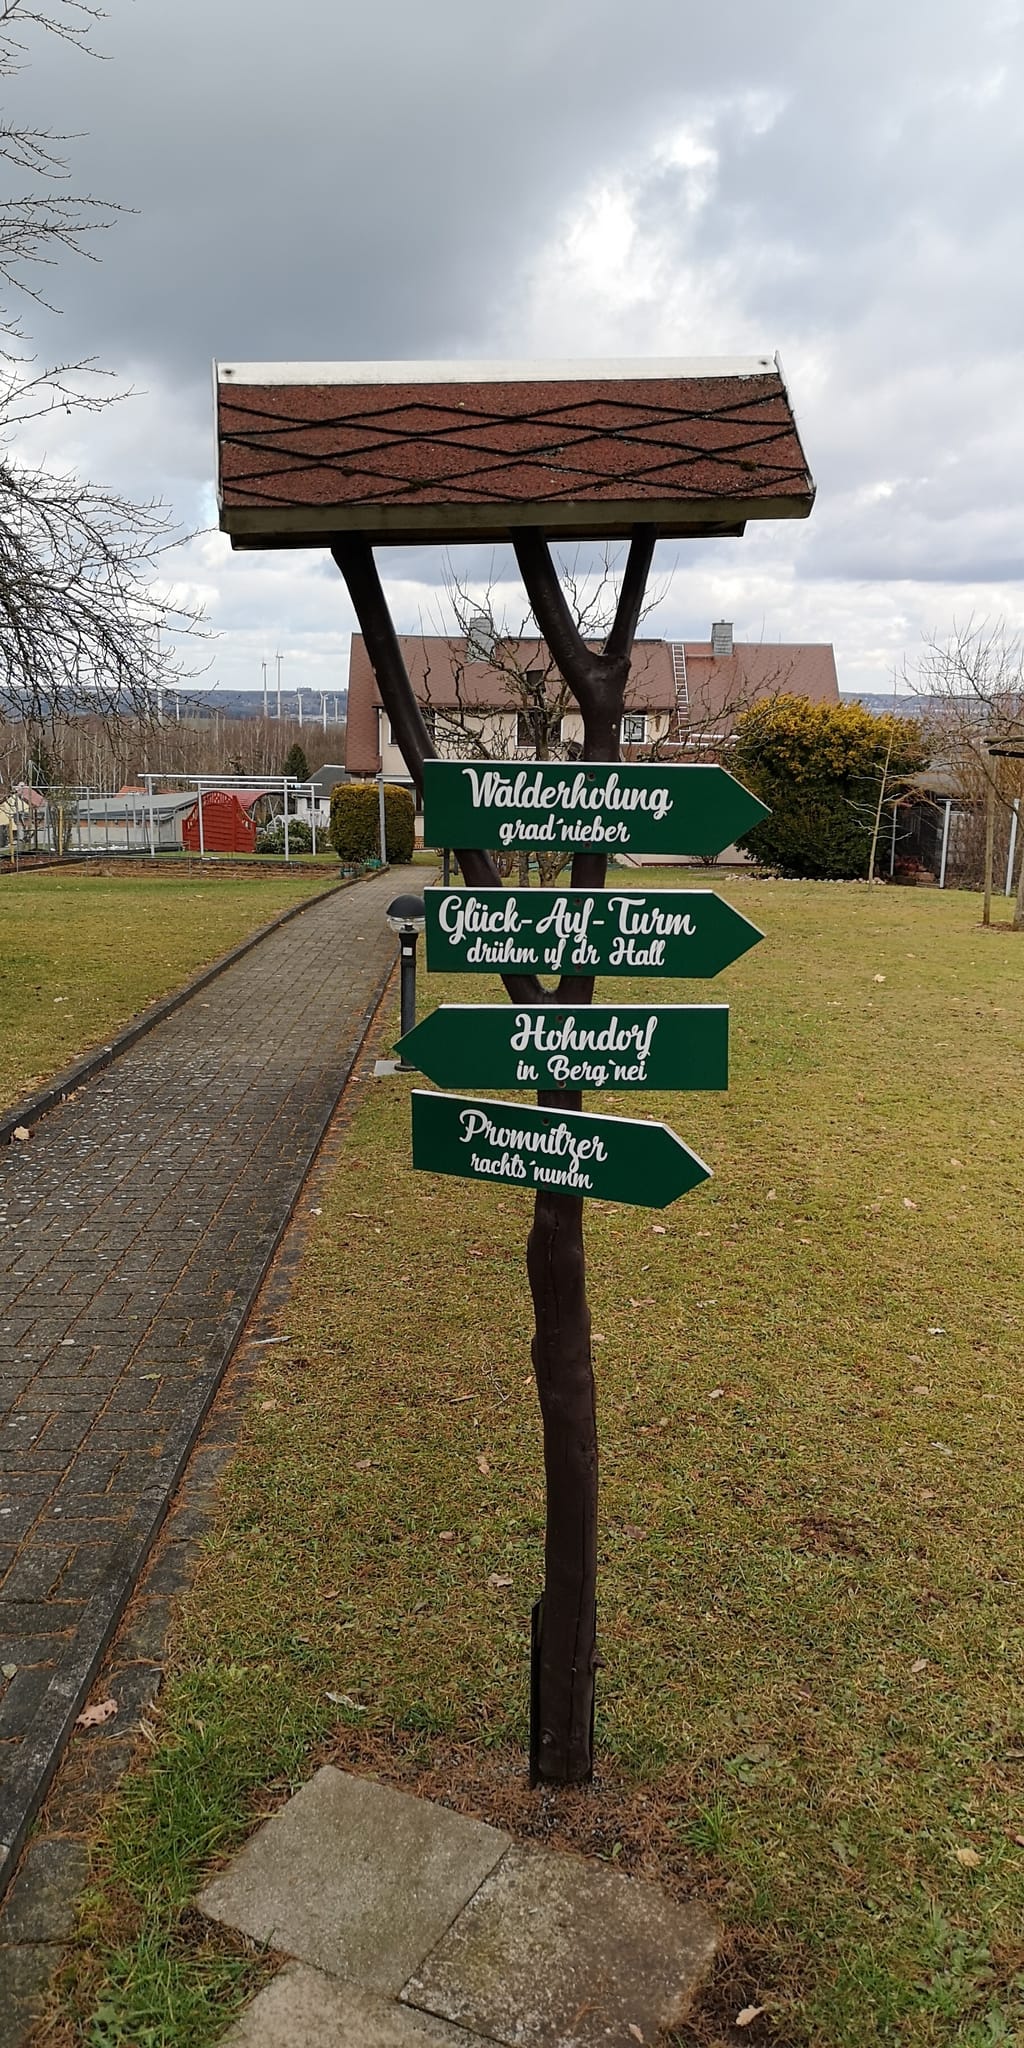 Walderholung
grad´nieber
Glück-Auf-Turm
drühm uf dr Hall
Hohndorf
in Berg`nei
Promnitzer
rachts´numm